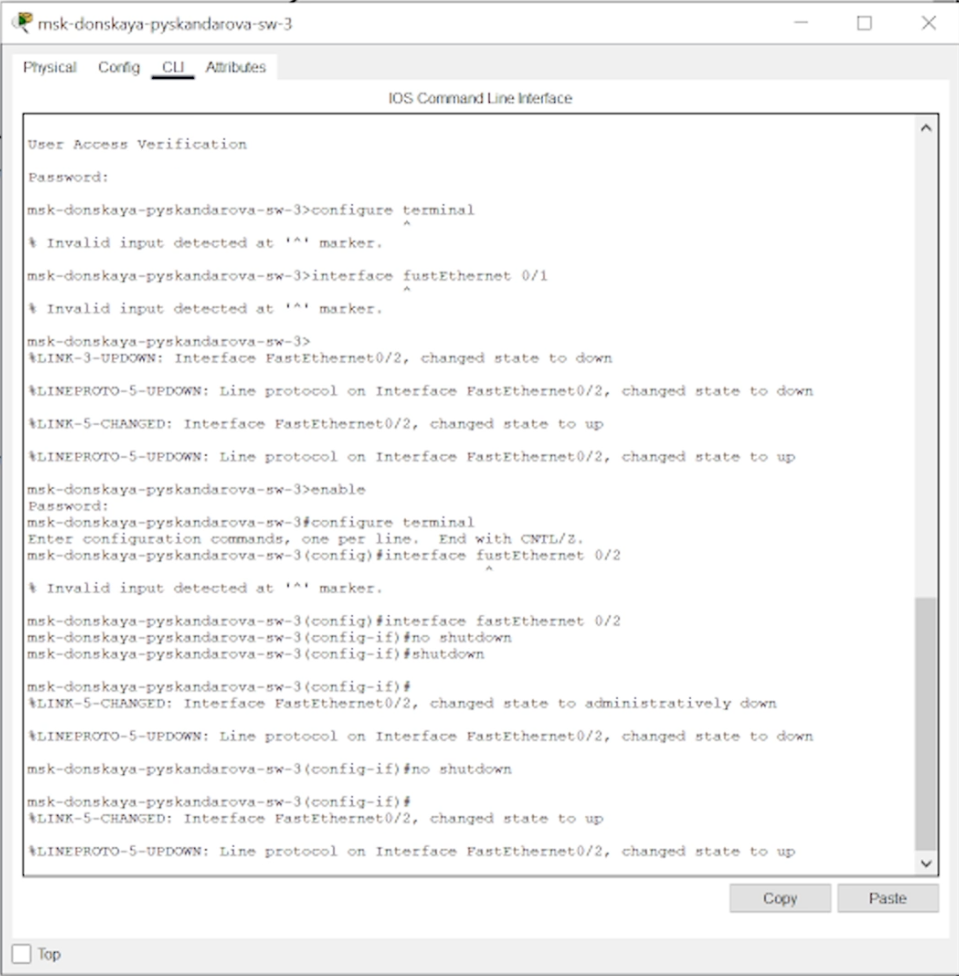 msk-donskaya-pyskandarova-sw-3
Physical Config CLI Attributes
IOS Command Line Interface
User Access Verification
Password:
msk-donskaya-pyskandarova-sw-3>configure terminal
^
% Invalid input detected at '^' marker.
msk-donskaya-pyskandarova-sw-3>interface fustEthernet 0/1
^
% Invalid input detected at '^' marker.
msk-donskaya-pyskandarova-sw-3>
%LINK-3-UPDOWN: Interface FastEthernet0/2, changed state to down
%LINEPROTO-5-UPDOWN: Line protocol on Interface FastEthernet0/2, changed state to down
%LINK-5-CHANGED: Interface FastEthernet0/2, changed state to up
%LINEPROTO-5-UPDOWN: Line protocol on Interface FastEthernet0/2, changed state to up
msk-donskaya-pyskandarova-sw-3>enable
Password:
msk-donskaya-pyskandarova-sw-3#configure terminal
Enter configuration commands, one per line.  End with CNTL/Z.
msk-donskaya-pyskandarova-sw-3(config)#interface fustEthernet 0/2
^
% Invalid input detected at '^' marker.
msk-donskaya-pyskandarova-sw-3(config)#interface fastEthernet 0/2
msk-donskaya-pyskandarova-sw-3(config-if)#no shutdown
msk-donskaya-pyskandarova-sw-3(config-if)#shutdown
msk-donskaya-pyskandarova-sw-3(config-if)#
%LINK-5-CHANGED: Interface FastEthernet0/2, changed state to administratively down
%LINEPROTO-5-UPDOWN: Line protocol on Interface FastEthernet0/2, changed state to down
msk-donskaya-pyskandarova-sw-3(config-if)#no shutdown
msk-donskaya-pyskandarova-sw-3(config-if)#
%LINK-5-CHANGED: Interface FastEthernet0/2, changed state to up
%LINEPROTO-5-UPDOWN: Line protocol on Interface FastEthernet0/2, changed state to up
Copy Paste
Top